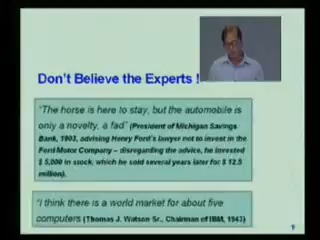 Don't Believe the Experts !
"The horse is here to stay, but the automobile is
only a novelty, a fad" (President of Michigan Savings
Bank, 1903, advising Henry Ford's lawyer not to invest in the
Ford Motor Company – disregarding the advice, he invested
$ 5,000 in stock, which he sold several years later for $ 12.5
million).
"I think there is a world market for about five
computers (Thomas J. Watson Sr., Chairman of IBM, 1943)